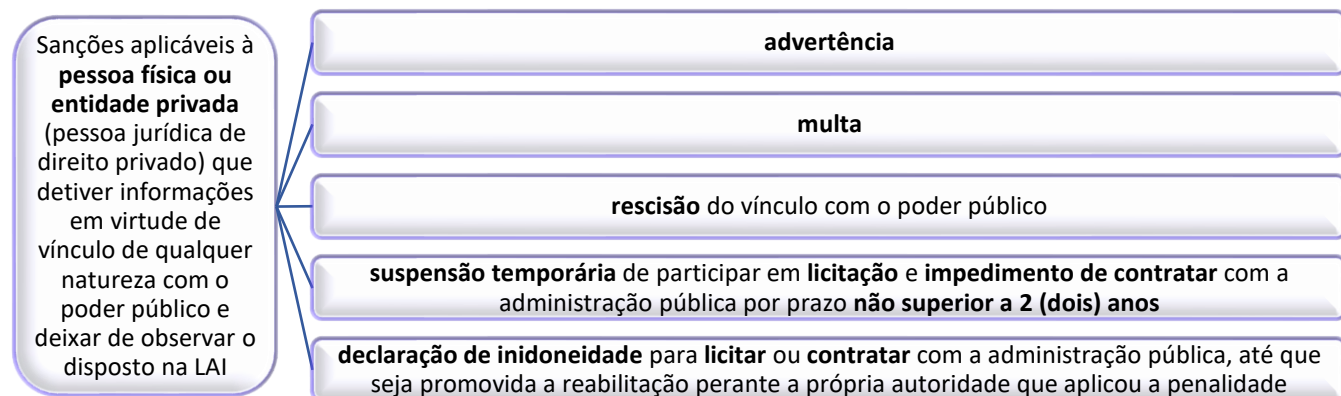 Sanções aplicáveis à
pessoa física ou
entidade privada
(pessoa jurídica de
direito privado) que
detiver informações
em virtude de
vínculo de qualquer
natureza com o
poder público e
deixar de observar o
disposto na LAI
advertência
multa
rescisão do vínculo com o poder público
suspensão temporária de participar em licitação e impedimento de contratar com a
administração pública por prazo não superior a 2 (dois) anos
declaração de inidoneidade para licitar ou contratar com a administração pública, até que
seja promovida a reabilitação perante a própria autoridade que aplicou a penalidade